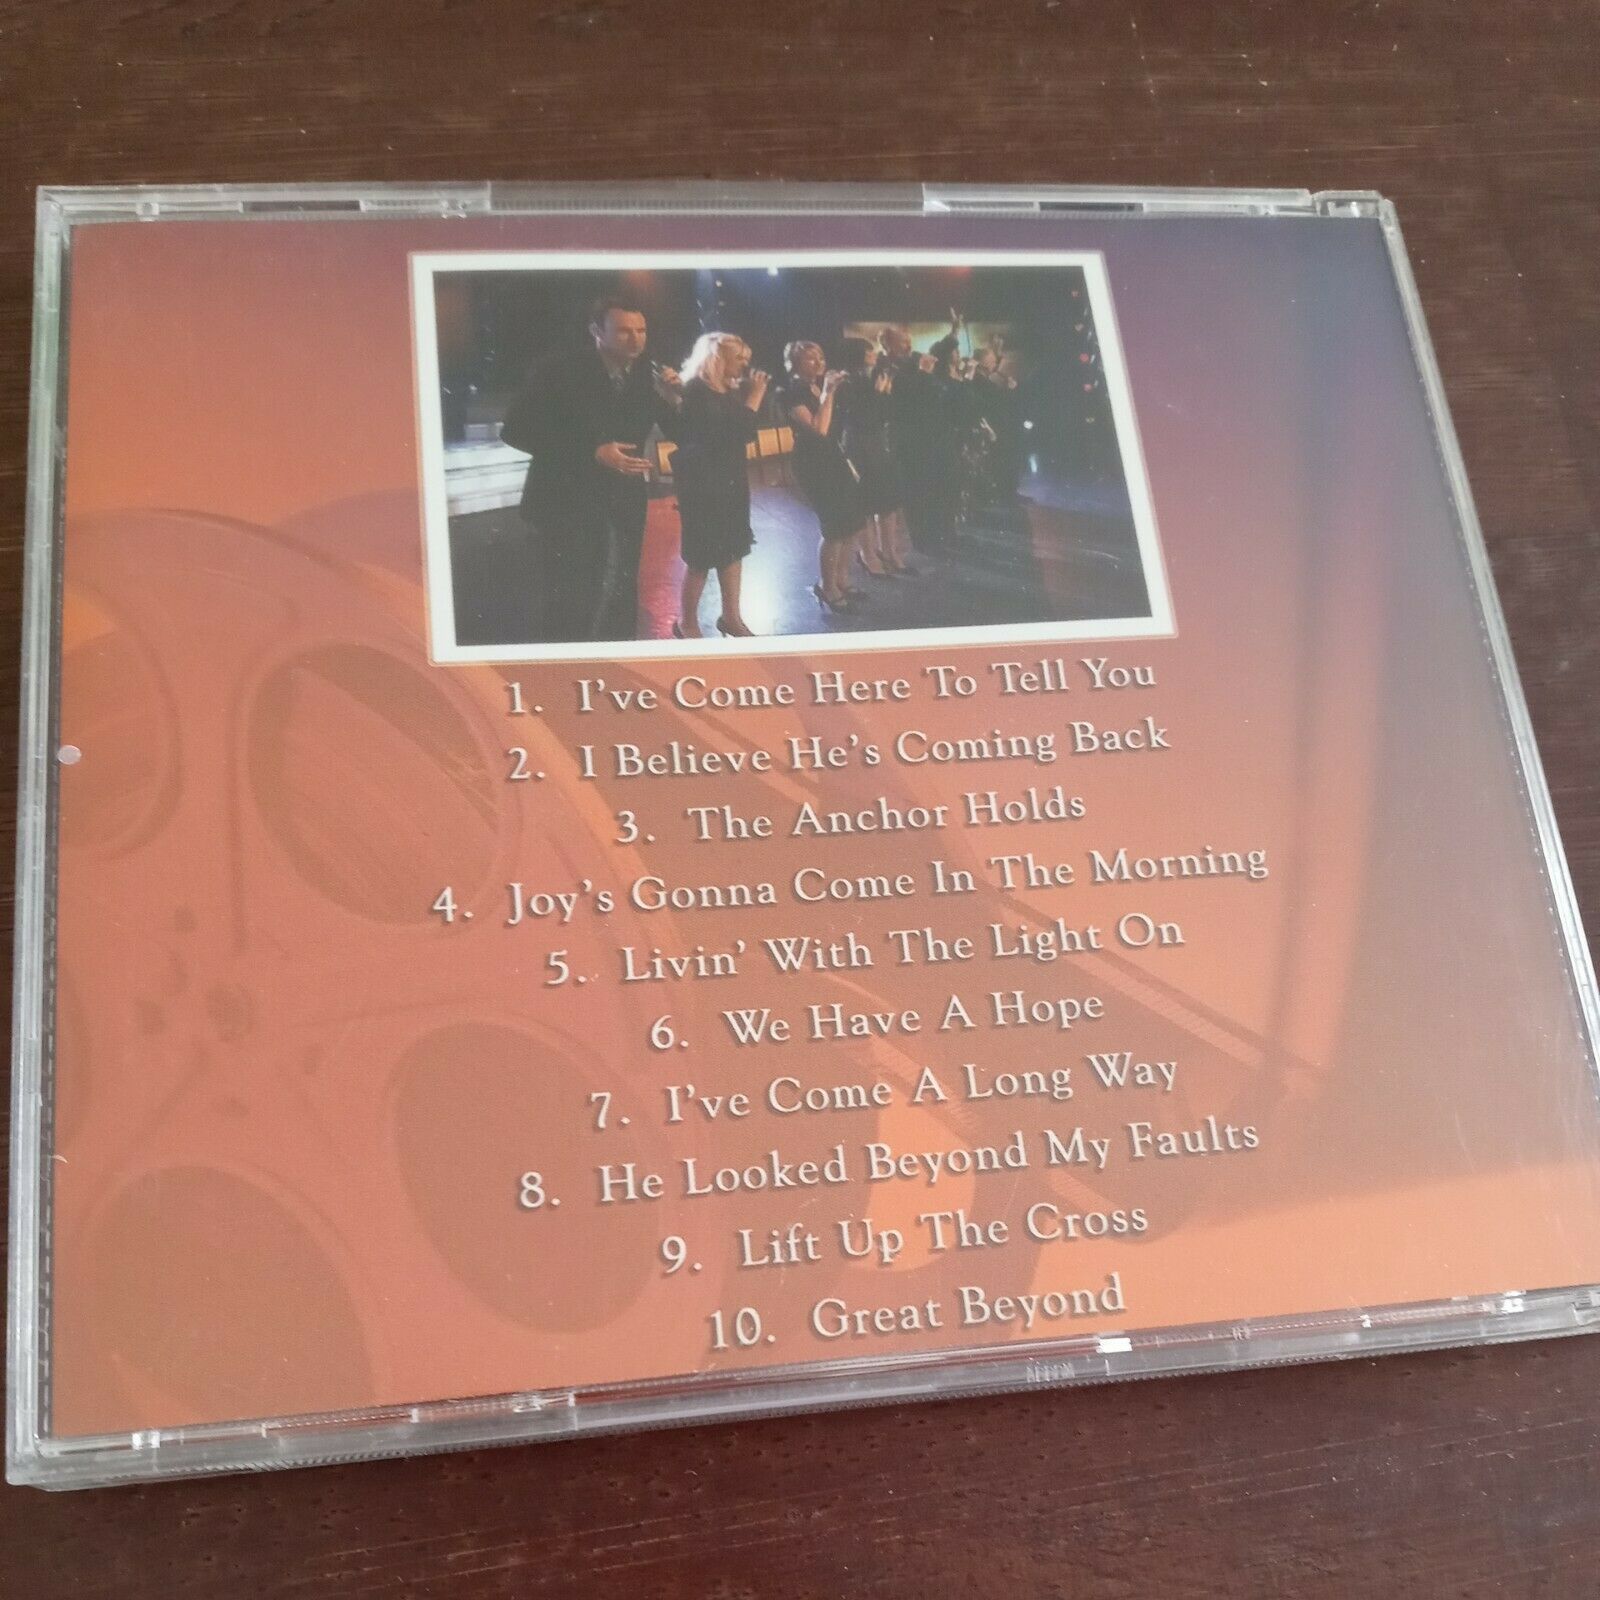 1. I've Come Here To Tell You
2. I Believe He's Coming Back
3. The Anchor Holds
4. Joy's Gonna Come In The Morning
5. Livin' With The Light On
6. We Have A Hope
7. I've Come A Long Way
8. He Looked Beyond My Faults
9. Lift Up The Cross
10. Great Beyond